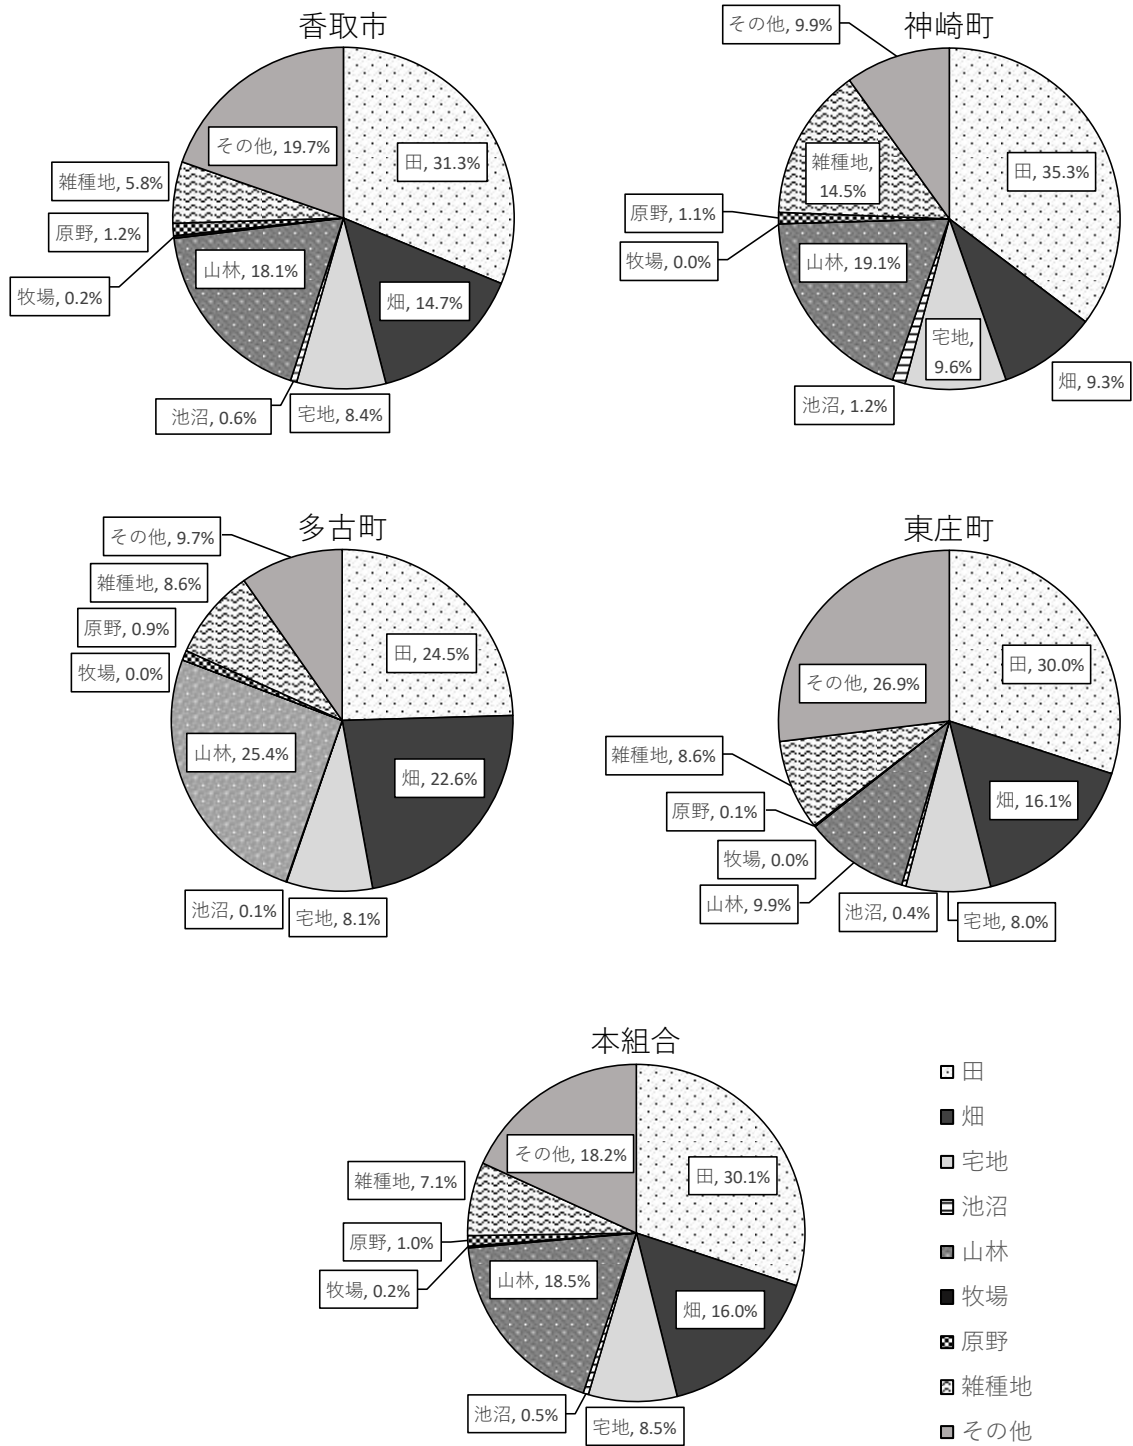 香取市
その他, 19.7%
田, 31.3%
雑種地, 5.8%
原野, 1.2%
山林, 18.1%
牧場, 0.2%
畑, 14.7%
池沼, 0.6%
宅地, 8.4%
神崎町
その他, 9.9%
田, 35.3%
雑種地,
14.5%
原野, 1.1%
牧場, 0.0%
山林, 19.1%
宅地,
9.6%
畑, 9.3%
池沼, 1.2%
多古町
その他, 9.7%
雑種地, 8.6%
原野, 0.9%
田, 24.5%
牧場, 0.0%
山林, 25.4%
畑, 22.6%
池沼, 0.1%
宅地, 8.1%
東庄町
田, 30.0%
その他, 26.9%
雑種地, 8.6%
畑, 16.1%
原野, 0.1%
牧場, 0.0%
山林, 9.9%
池沼, 0.4%
宅地, 8.0%
本組合
その他, 18.2%
田, 30.1%
雑種地, 7.1%
原野, 1.0%
山林, 18.5%
牧場, 0.2%
畑, 16.0%
池沼, 0.5%
宅地, 8.5%
田
畑
宅地
池沼
山林
牧場
原野
雑種地
その他